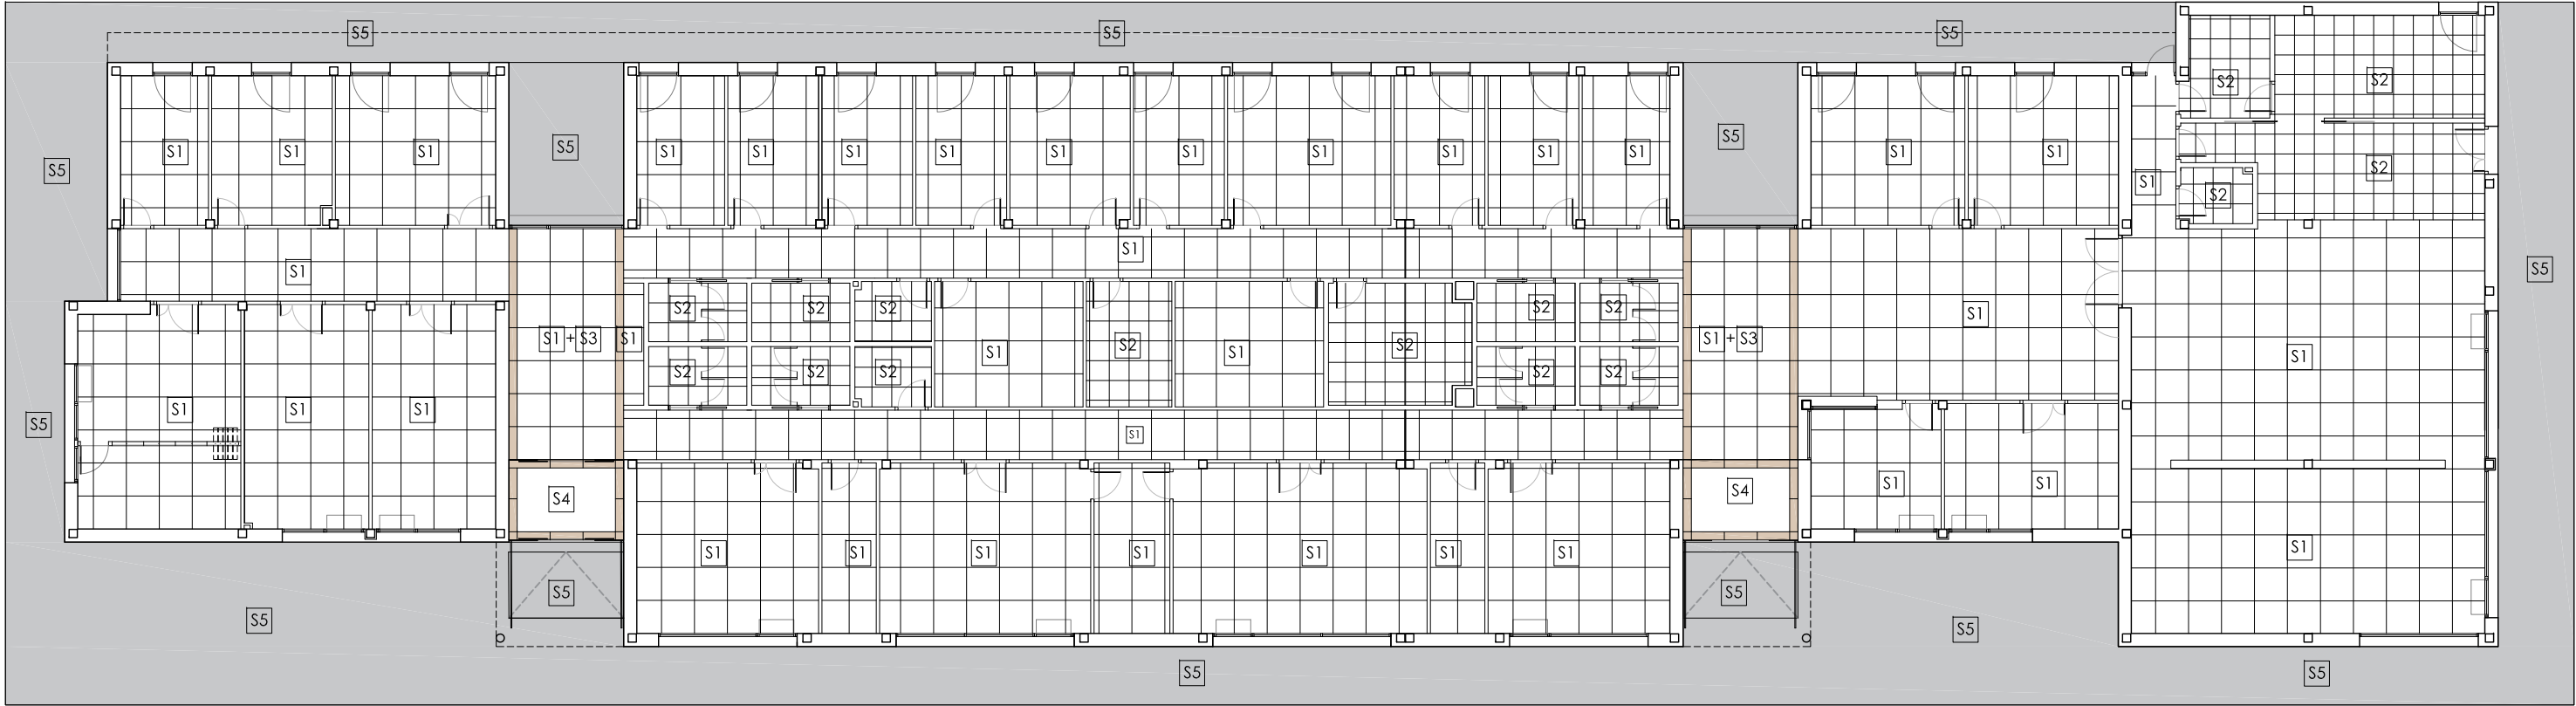 S5 S5 S5
S2 S2
S5 S1 S1 S1 S5 S1 S1 S1 S1 S1 S1 S1 S1 S1 S1 S5 S1 S1 S1 S2 S2
S1 S1 S5
S2 S2 S2 S2 S2 S1
S1 + S3 S1 S1 S2 S1 S2 S1 + S3 S1
S2 S2 S2 S2 S2
S5 S1 S1 S1 S1
S4 S4 S1 S1
S1 S1 S1 S1 S1 S1 S1 S1
S5 S5 S5 S5
S5 S5